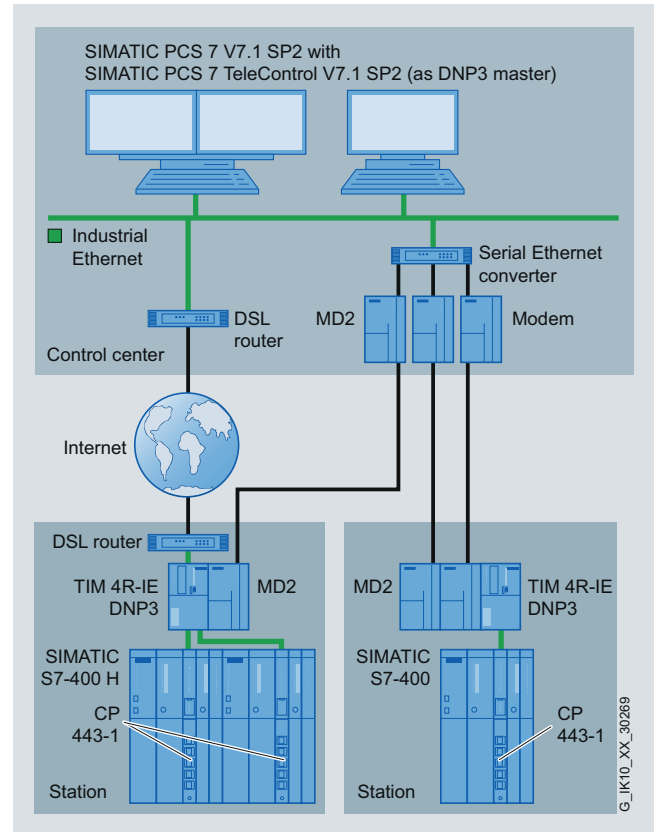 SIMATIC PCS 7 V7.1 SP2 with
SIMATIC PCS 7 TeleControl V7.1 SP2 (as DNP3 master)
Industrial
Ethernet
Serial Ethernet
converter
DSL
router
MD2
Modem
Control center
Internet
DSL router
TIM 4R-IE
DNP3
MD2
MD2
TIM 4R-IE
DNP3
SIMATIC
S7-400 H
CP
443-1
Station
SIMATIC
S7-400
CP
443-1
Station
G_IK10_XX_30269